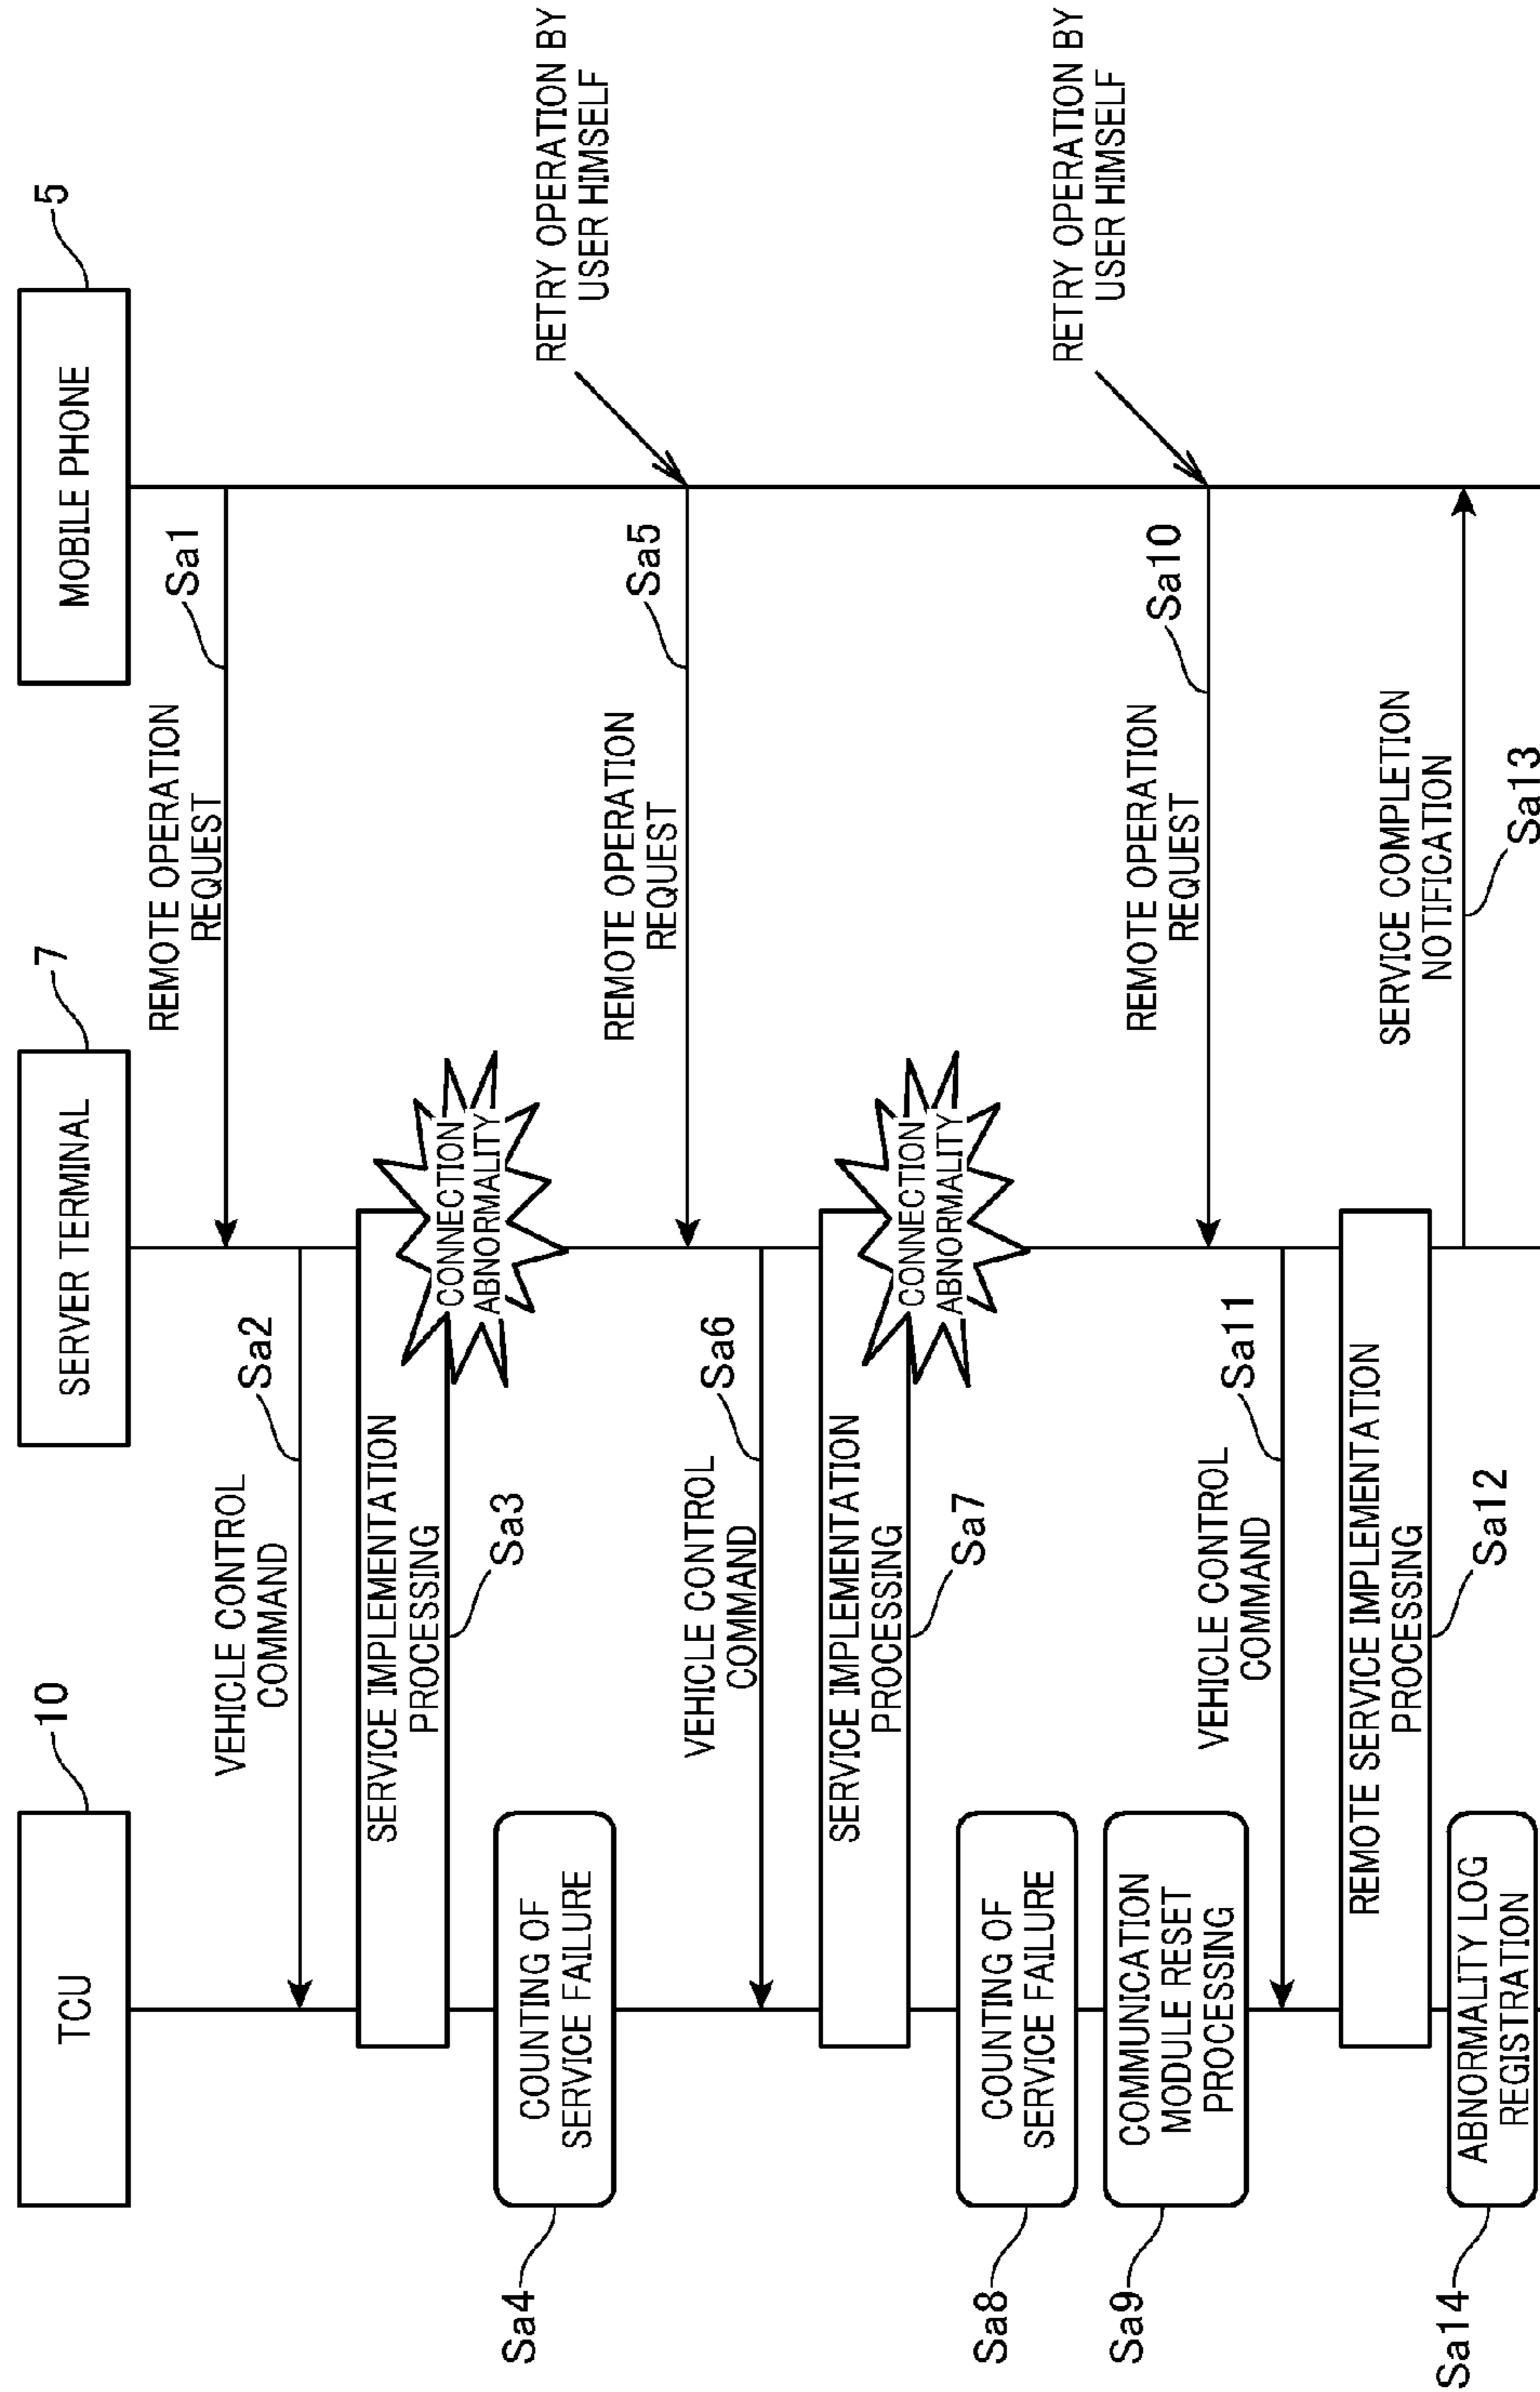 TCU
10
SERVER TERMINAL
7
MOBILE PHONE
5
REMOTE OPERATION
REQUEST
Sa1
VEHICLE CONTROL
COMMAND
Sa2
SERVICE IMPLEMENTATION
PROCESSING
Sa3
CONNECTION
ABNORMALITY
Sa4
COUNTING OF
SERVICE FAILURE
RETRY OPERATION BY
USER HIMSELF
REMOTE OPERATION
REQUEST
Sa5
VEHICLE CONTROL
COMMAND
Sa6
SERVICE IMPLEMENTATION
PROCESSING
Sa7
CONNECTION
ABNORMALITY
Sa8
COUNTING OF
SERVICE FAILURE
Sa9
COMMUNICATION
MODULE RESET
PROCESSING
RETRY OPERATION BY
USER HIMSELF
REMOTE OPERATION
REQUEST
Sa10
VEHICLE CONTROL
COMMAND
Sa11
REMOTE SERVICE IMPLEMENTATION
PROCESSING
Sa12
SERVICE COMPLETION
NOTIFICATION
Sa13
Sa14
ABNORMALITY LOG
REGISTRATION